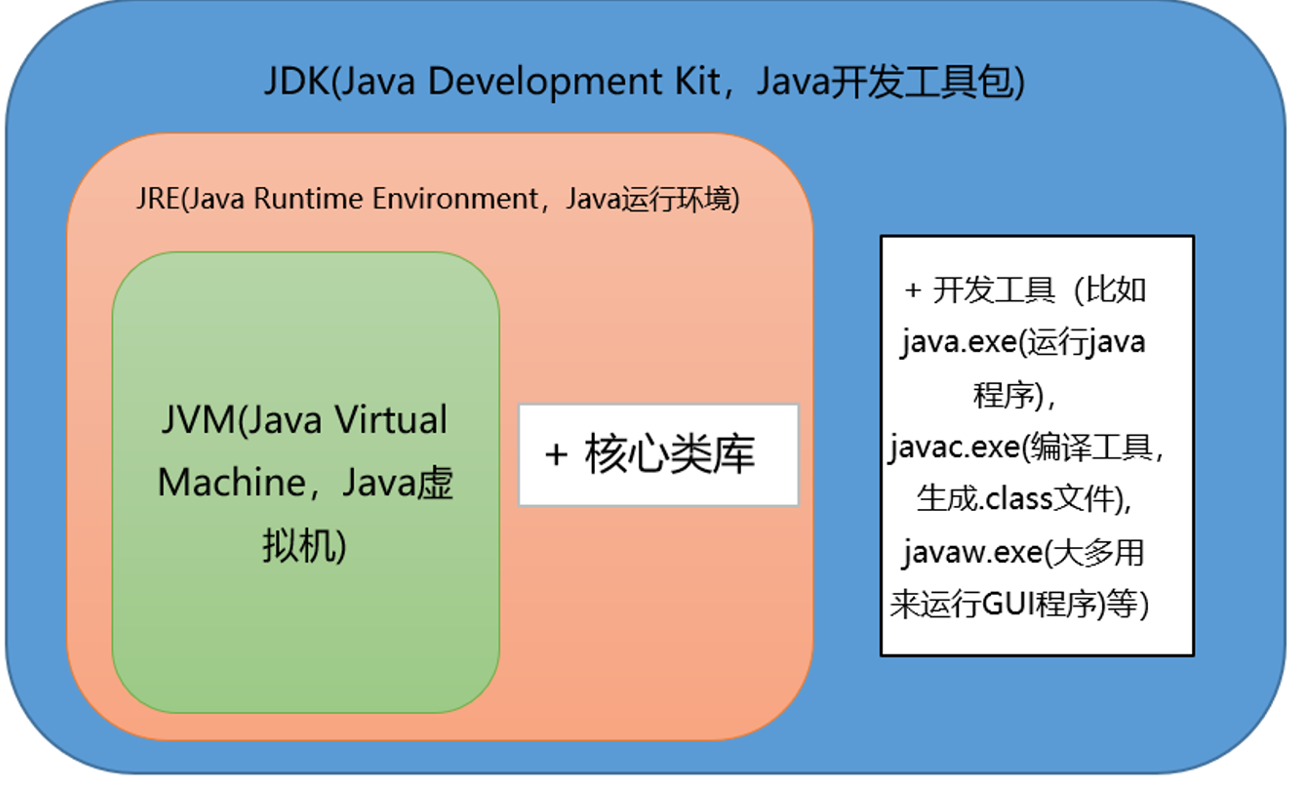 JDK(Java Development Kit，Java开发工具包)
JRE(Java Runtime Environment，Java运行环境)
JVM(Java Virtual
Machine，Java虚
拟机)
+ 核心类库
+ 开发工具（比如
java.exe(运行java
程序)，
javac.exe(编译工具，
生成.class文件),
javaw.exe(大多用
来运行GUI程序)等）